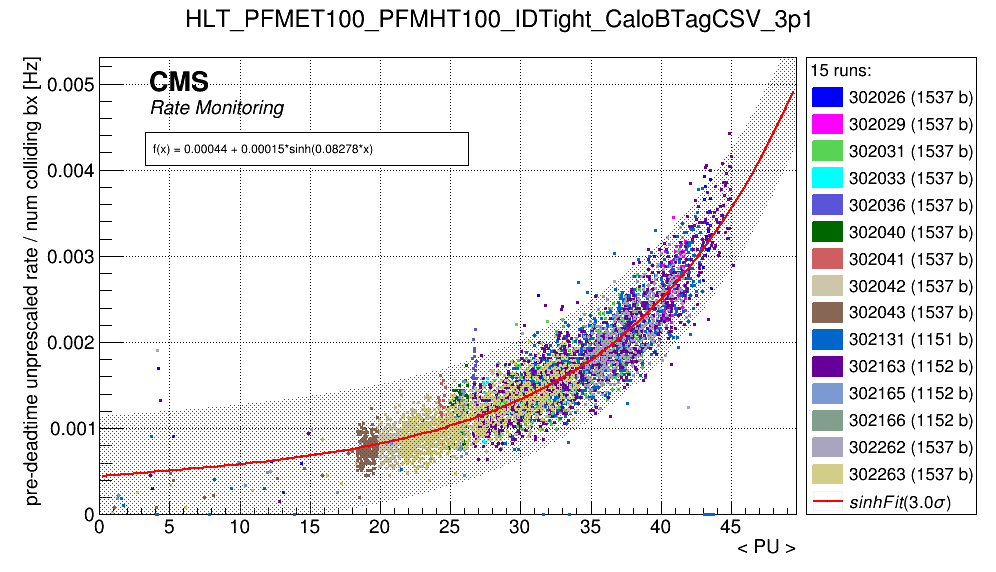 HLT_PFMET100_PFMHT100_IDTight_CaloBTagCSV_3p1
pre-deadtime unprescaled rate / num colliding bx [Hz]
CMS
Rate Monitoring
f(x) = 0.00044 + 0.00015*sinh(0.08278*x)
0.005
0.004
0.003
0.002
0.001
0
0 5 10 15 20 25 30 35 40 45
< PU >
15 runs:
302026 (1537 b)
302029 (1537 b)
302031 (1537 b)
302033 (1537 b)
302036 (1537 b)
302040 (1537 b)
302041 (1537 b)
302042 (1537 b)
302043 (1537 b)
302131 (1151 b)
302163 (1152 b)
302165 (1152 b)
302166 (1152 b)
302262 (1537 b)
302263 (1537 b)
sinhFit(3.0σ)